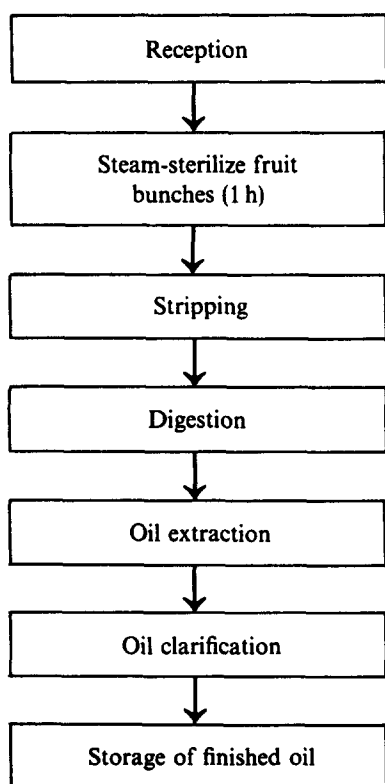 Reception
Steam-sterilize fruit
bunches (1 h)
Stripping
Digestion
Oil extraction
Oil clarification
Storage of finished oil